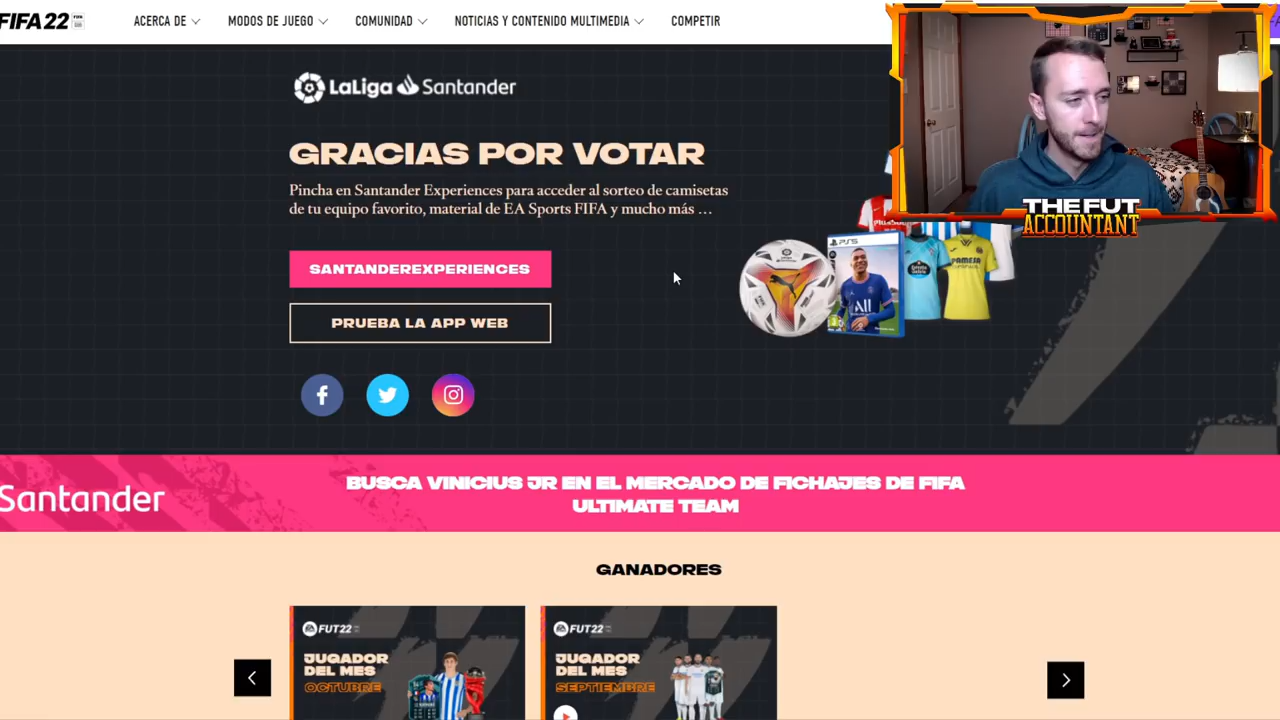 FIFA 22
ACERCA DE
MODOS DE JUEGO
COMUNIDAD
NOTICIAS Y CONTENIDO MULTIMEDIA
COMPETIR
LaLiga Santander
GRACIAS POR VOTAR
Pincha en Santander Experiences para acceder al sorteo de camisetas
de tu equipo favorito, material de EA Sports FIFA y mucho más ...
SANTANDEREXPERIENCES
PRUEBA LA APP WEB
THE FUT
ACCOUNTANT
PS5
PAMESA
Santander
BUSCA VINICIUS JR EN EL MERCADO DE FICHAJES DE FIFA
ULTIMATE TEAM
GANADORES
FUT22
JUGADOR
DEL MES
OCTUBRE
FUT22
JUGADOR
DEL MES
SEPTIEMBRE